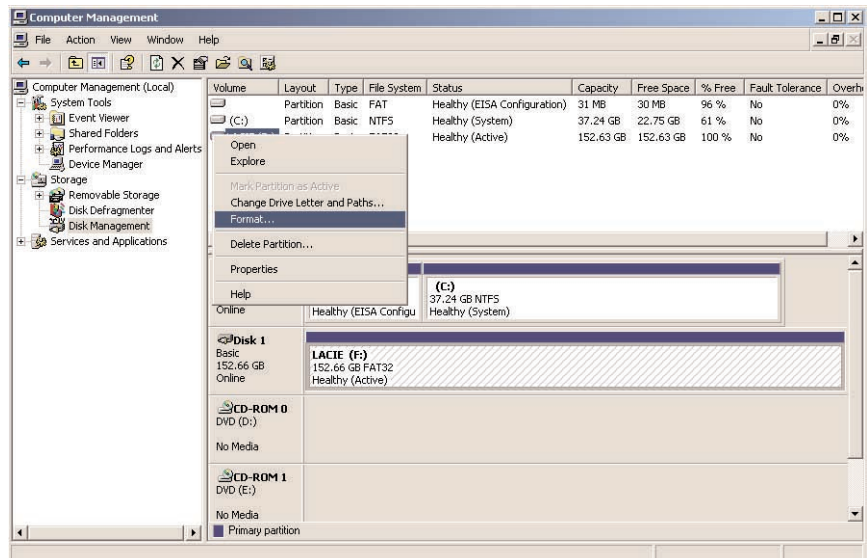 Computer Management
File Action View Window Help
Computer Management (Local)
System Tools
Event Viewer
Shared Folders
Performance Logs and Alerts
Device Manager
Storage
Removable Storage
Disk Defragmenter
Disk Management
Services and Applications
Volume Layout Type File System Status Capacity Free Space % Free Fault Tolerance Overh
Partition Basic FAT Healthy (EISA Configuration) 31 MB 30 MB 96 % No 0%
(C:) Partition Basic NTFS Healthy (System) 37.24 GB 22.75 GB 61 % No 0%
Healthy (Active) 152.63 GB 152.63 GB 100 % No 0%
Open
Explore
Mark Partition as Active
Change Drive Letter and Paths...
Format...
Delete Partition...
Properties
Help
Online
Healthy (EISA Configu
(C:)
37.24 GB NTFS
Healthy (System)
Disk 1
Basic
152.66 GB
Online
LACIE (F:)
152.66 GB FAT32
Healthy (Active)
CD-ROM 0
DVD (D:)
No Media
CD-ROM 1
DVD (E:)
No Media
Primary partition